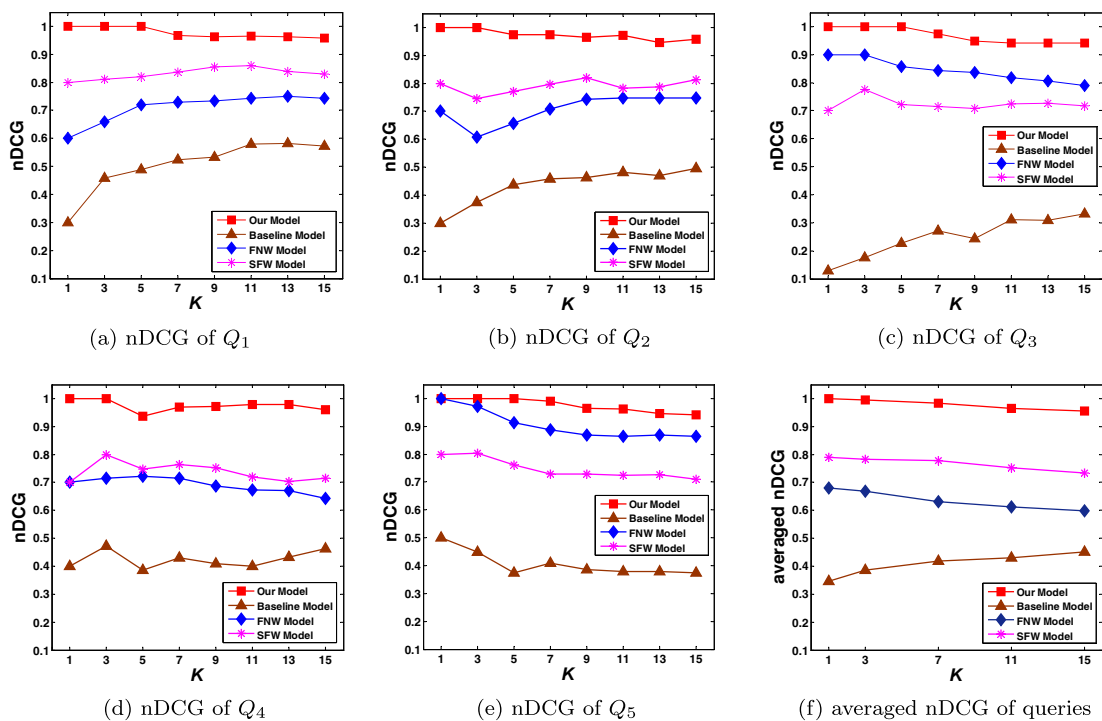 nDCG
1
0.9
0.8
0.7
0.6
0.5
0.4
0.3
0.2
0.1
1 3 5 7 9 11 13 15
K
Our Model
Baseline Model
FNW Model
SFW Model
(a) nDCG of Q1
nDCG
1
0.9
0.8
0.7
0.6
0.5
0.4
0.3
0.2
0.1
1 3 5 7 9 11 13 15
K
Our Model
Baseline Model
FNW Model
SFW Model
(b) nDCG of Q2
nDCG
1
0.9
0.8
0.7
0.6
0.5
0.4
0.3
0.2
0.1
1 3 5 7 9 11 13 15
K
Our Model
Baseline Model
FNW Model
SFW Model
(c) nDCG of Q3
nDCG
1
0.9
0.8
0.7
0.6
0.5
0.4
0.3
0.2
0.1
1 3 5 7 9 11 13 15
K
Our Model
Baseline Model
FNW Model
SFW Model
(d) nDCG of Q4
nDCG
1
0.9
0.8
0.7
0.6
0.5
0.4
0.3
0.2
0.1
1 3 5 7 9 11 13 15
K
Our Model
Baseline Model
FNW Model
SFW Model
(e) nDCG of Q5
averaged nDCG
1
0.9
0.8
0.7
0.6
0.5
0.4
0.3
0.2
0.1
1 3 7 11 15
K
Our Model
Baseline Model
FNW Model
SFW Model
(f) averaged nDCG of queries